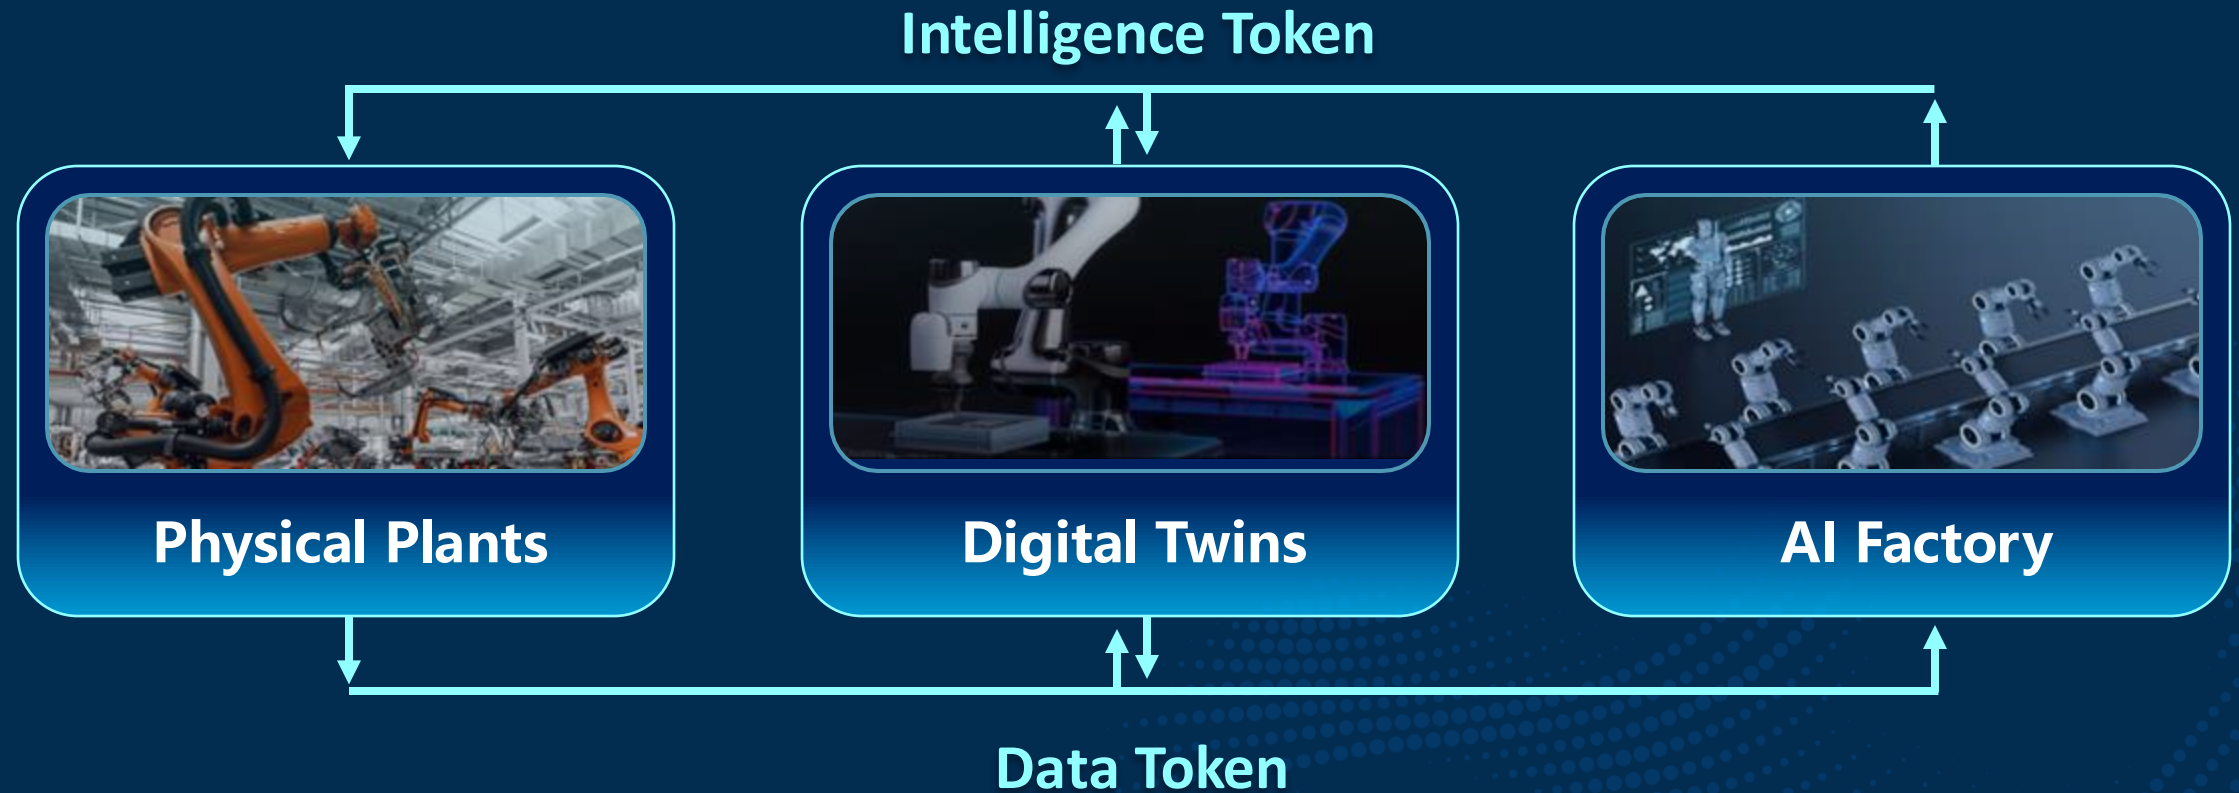 Intelligence Token
Physical Plants
Digital Twins
AI Factory
Data Token